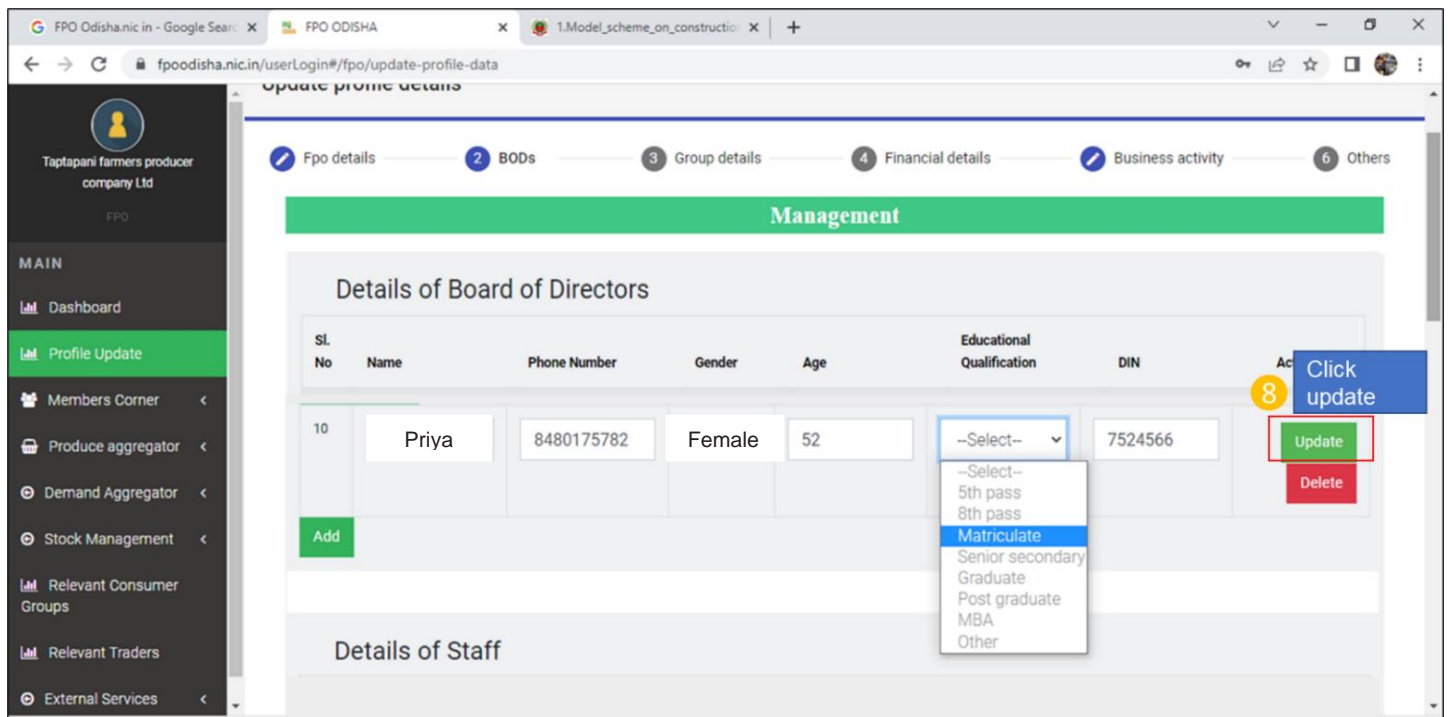 FPO Odisha.nic in - Google Searc
FPO ODISHA
1.Model_scheme_on_constructio
fpoodisha.nic.in/userLogin#/fpo/update-profile-data
Update profile details
Taptapani farmers producer
company Ltd
FPO
MAIN
Dashboard
Profile Update
Members Corner
Produce aggregator
Demand Aggregator
Stock Management
Relevant Consumer
Groups
Relevant Traders
External Services
Fpo details
2 BODs
3 Group details
4 Financial details
Business activity
6 Others
Management
Details of Board of Directors
Sl.
No
Name
Phone Number
Gender
Age
Educational
Qualification
DIN
Ac
8
Click
update
10
Priya
8480175782
Female
52
--Select--
7524566
Update
Delete
--Select--
5th pass
8th pass
Matriculate
Senior secondary
Graduate
Post graduate
MBA
Other
Add
Details of Staff